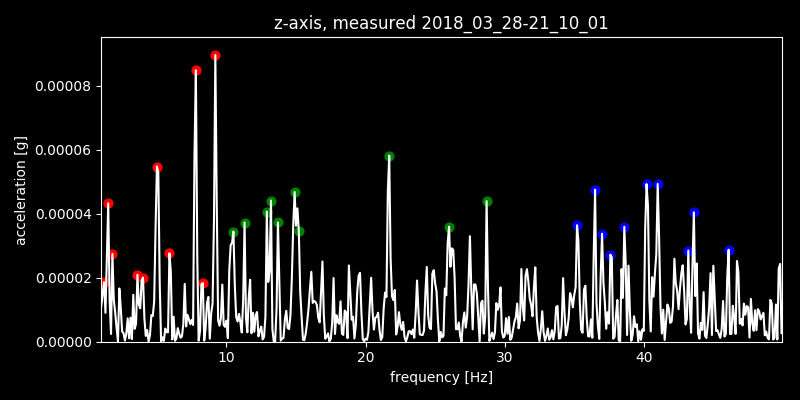 z-axis, measured 2018_03_28-21_10_01
0.00008
0.00006
0.00004
0.00002
0.00000
acceleration [g]
10 20 30 40
frequency [Hz]